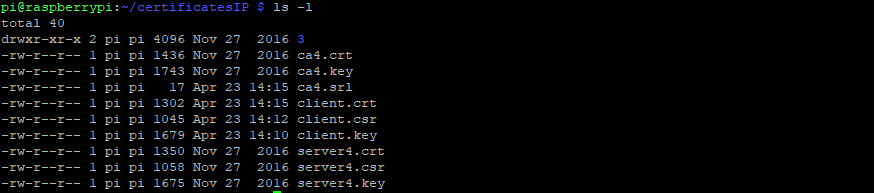 pi@raspberrypi:~/certificatesIP $ ls -l
total 40
drwxr-xr-x 2 pi pi 4096 Nov 27  2016 3
-rw-r--r-- 1 pi pi 1436 Nov 27  2016 ca4.crt
-rw-r--r-- 1 pi pi 1743 Nov 27  2016 ca4.key
-rw-r--r-- 1 pi pi   17 Apr 23 14:15 ca4.srl
-rw-r--r-- 1 pi pi 1302 Apr 23 14:15 client.crt
-rw-r--r-- 1 pi pi 1045 Apr 23 14:12 client.csr
-rw-r--r-- 1 pi pi 1679 Apr 23 14:10 client.key
-rw-r--r-- 1 pi pi 1350 Nov 27  2016 server4.crt
-rw-r--r-- 1 pi pi 1058 Nov 27  2016 server4.csr
-rw-r--r-- 1 pi pi 1675 Nov 27  2016 server4.key